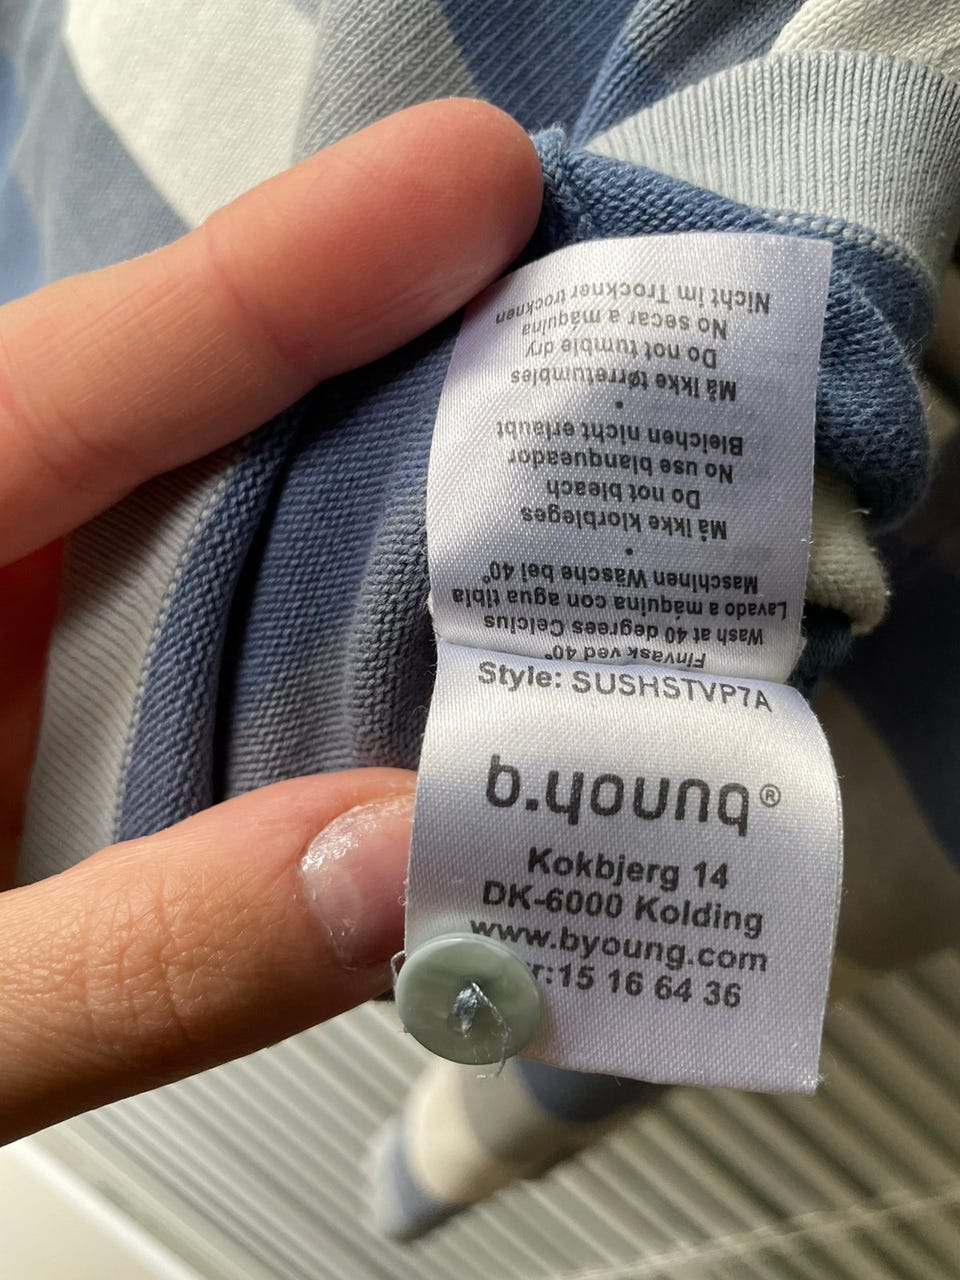 Finvask ved 40°
Wash at 40 degrees Celcius
Lavado a máquina con agua tibia
Maschinen Wäsche bei 40°
•
Må ikke klorbleges
Do not bleach
No use blanqueador
Bleichen nicht erlaubt
•
Må ikke tørretumbles
Do not tumble dry
No secar a máquina
Nicht im Trockner trocknen
Style: SUSHSTVP7A
b.young®
Kokbjerg 14
DK-6000 Kolding
www.byoung.com
r:15 16 64 36